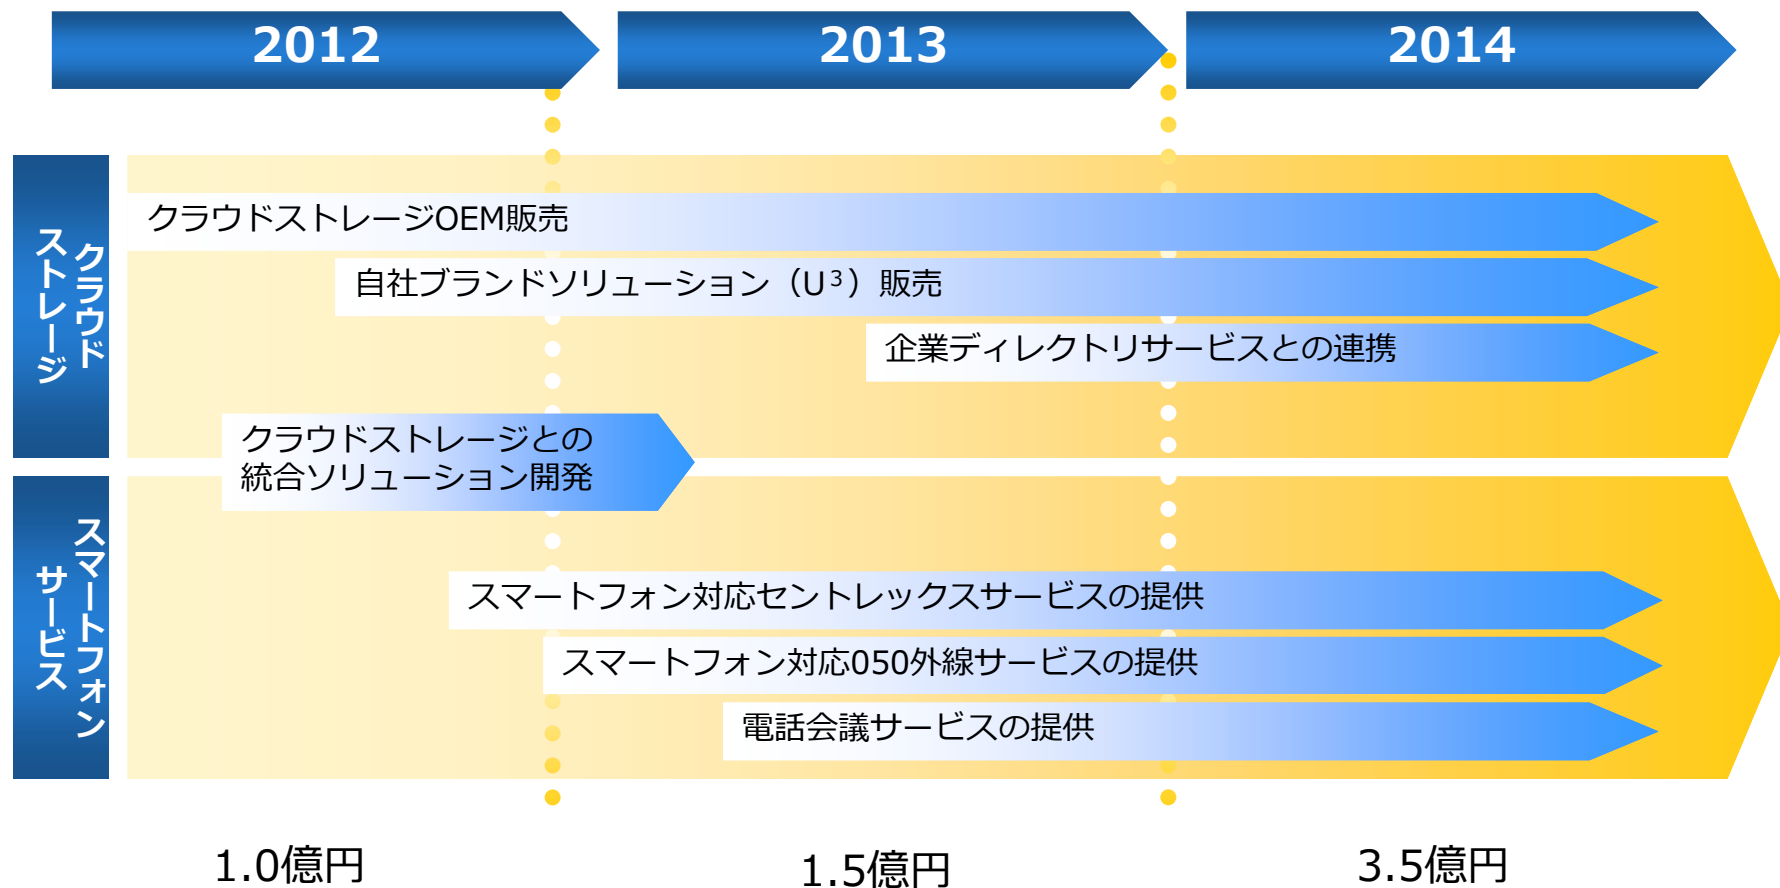 2012
2013
2014
クラウド
ストレージ
クラウドストレージOEM販売
自社ブランドソリューション（U³）販売
企業ディレクトリサービスとの連携
クラウドストレージとの
統合ソリューション開発
スマートフォン
サービス
スマートフォン対応セントレックスサービスの提供
スマートフォン対応050外線サービスの提供
電話会議サービスの提供
1.0億円
1.5億円
3.5億円